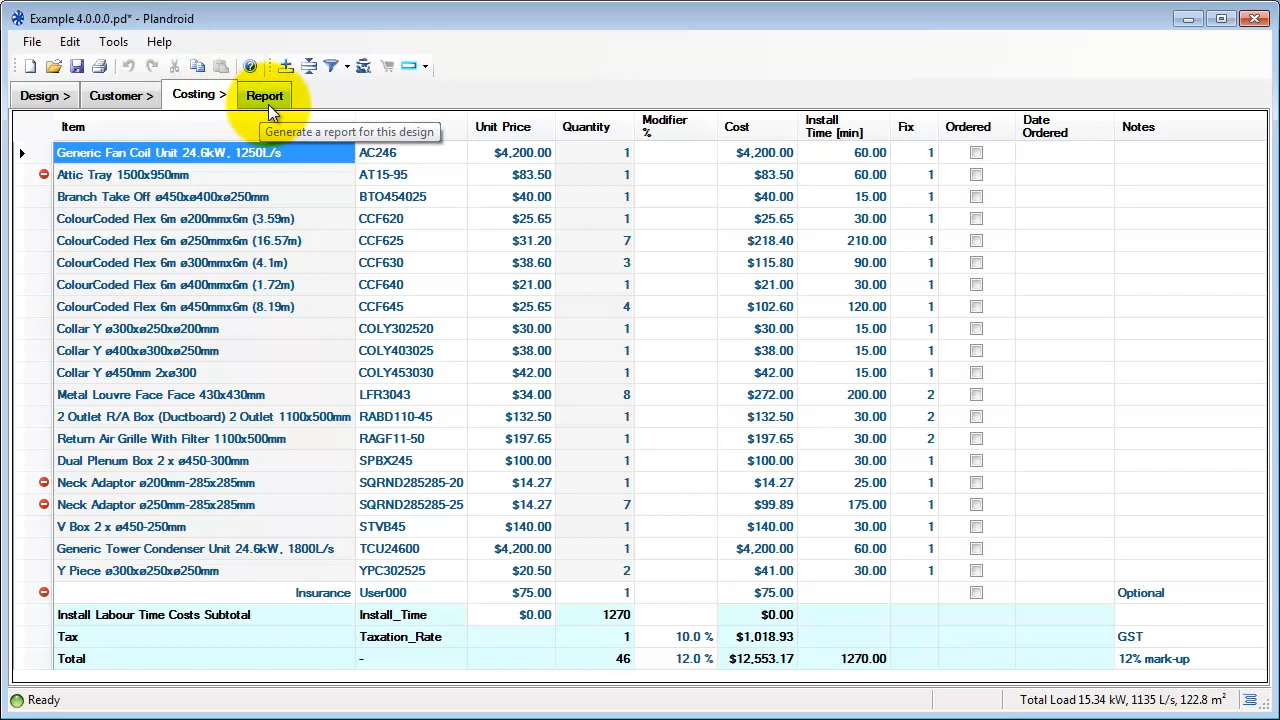 Example 4.0.0.0.pd* - Plandroid
File Edit Tools Help
Design > Customer > Costing > Report
Generate a report for this design
Item Unit Price Quantity Modifier % Cost Install Time [min] Fix Ordered Date Ordered Notes
Generic Fan Coil Unit 24.6kW, 1250L/s AC246 $4,200.00 1 $4,200.00 60.00 1
Attic Tray 1500x950mm AT15-95 $83.50 1 $83.50 60.00 1
Branch Take Off ø450xø400xø250mm BTO454025 $40.00 1 $40.00 15.00 1
ColourCoded Flex 6m ø200mmx6m (3.59m) CCF620 $25.65 1 $25.65 30.00 1
ColourCoded Flex 6m ø250mmx6m (16.57m) CCF625 $31.20 7 $218.40 210.00 1
ColourCoded Flex 6m ø300mmx6m (4.1m) CCF630 $38.60 3 $115.80 90.00 1
ColourCoded Flex 6m ø400mmx6m (1.72m) CCF640 $21.00 1 $21.00 30.00 1
ColourCoded Flex 6m ø450mmx6m (8.19m) CCF645 $25.65 4 $102.60 120.00 1
Collar Y ø300xø250xø200mm COLY302520 $30.00 1 $30.00 15.00 1
Collar Y ø400xø300xø250mm COLY403025 $38.00 1 $38.00 15.00 1
Collar Y ø450mm 2xø300 COLY453030 $42.00 1 $42.00 15.00 1
Metal Louvre Face Face 430x430mm LFR3043 $34.00 8 $272.00 200.00 2
2 Outlet R/A Box (Ductboard) 2 Outlet 1100x500mm RABD110-45 $132.50 1 $132.50 30.00 2
Return Air Grille With Filter 1100x500mm RAGF11-50 $197.65 1 $197.65 30.00 2
Dual Plenum Box 2 x ø450-300mm SPBX245 $100.00 1 $100.00 30.00 1
Neck Adaptor ø200mm-285x285mm SQRND285285-20 $14.27 1 $14.27 25.00 1
Neck Adaptor ø250mm-285x285mm SQRND285285-25 $14.27 7 $99.89 175.00 1
V Box 2 x ø450-250mm STVB45 $140.00 1 $140.00 30.00 1
Generic Tower Condenser Unit 24.6kW, 1800L/s TCU24600 $4,200.00 1 $4,200.00 60.00 1
Y Piece ø300xø250xø250mm YPC302525 $20.50 2 $41.00 30.00 1
Insurance User000 $75.00 1 $75.00 Optional
Install Labour Time Costs Subtotal Install_Time $0.00 1270 $0.00
Tax Taxation_Rate 1 10.0 % $1,018.93 GST
Total - 46 12.0 % $12,553.17 1270.00 12% mark-up
Ready Total Load 15.34 kW, 1135 L/s, 122.8 m²